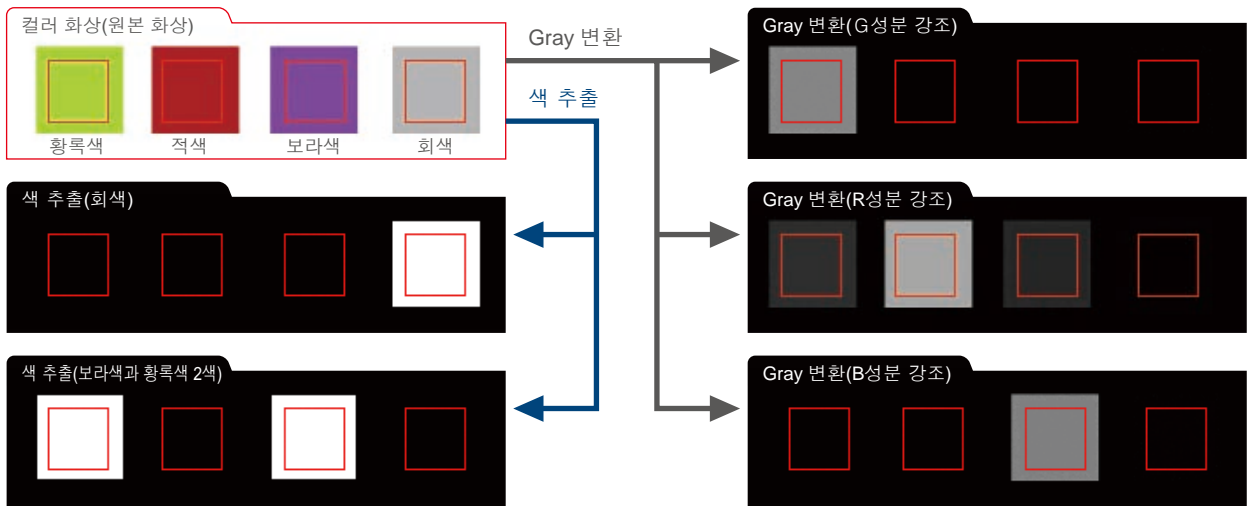 컬러 화상(원본 화상)
황록색
적색
보라색
회색
Gray 변환
색 추출
Gray 변환(G성분 강조)
색 추출(회색)
Gray 변환(R성분 강조)
색 추출(보라색과 황록색 2색)
Gray 변환(B성분 강조)